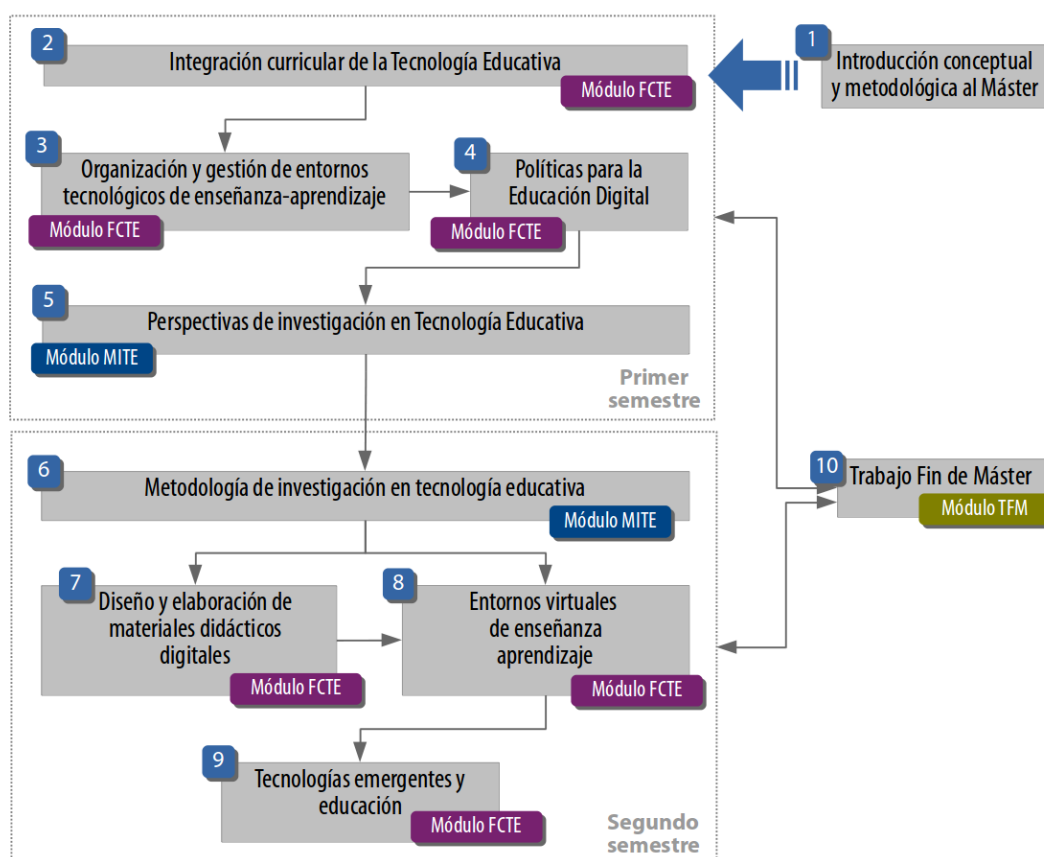 1
Introducción conceptual
y metodológica al Máster
2
Integración curricular de la Tecnología Educativa
Módulo FCTE
3
Organización y gestión de entornos
tecnológicos de enseñanza-aprendizaje
Módulo FCTE
4
Políticas para la
Educación Digital
Módulo FCTE
5
Perspectivas de investigación en Tecnología Educativa
Módulo MITE
Primer
semestre
6
Metodología de investigación en tecnología educativa
Módulo MITE
7
Diseño y elaboración de
materiales didácticos
digitales
Módulo FCTE
8
Entornos virtuales
de enseñanza
aprendizaje
Módulo FCTE
9
Tecnologías emergentes y
educación
Módulo FCTE
Segundo
semestre
10
Trabajo Fin de Máster
Módulo TFM